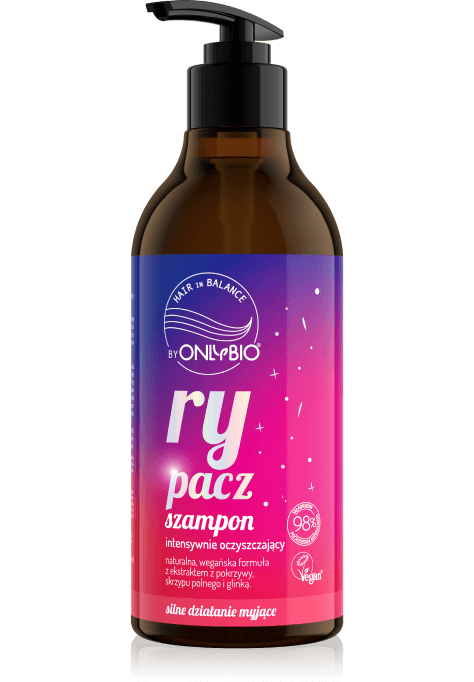 HAIR IN BALANCE
BY ONLYBIO®
ry
pacz
szampon
intensywnie oczyszczający
naturalna, wegańska formuła
z ekstraktem z pokrzywy,
skrzypu polnego i glinką.
98%
Vegan
silne działanie myjące